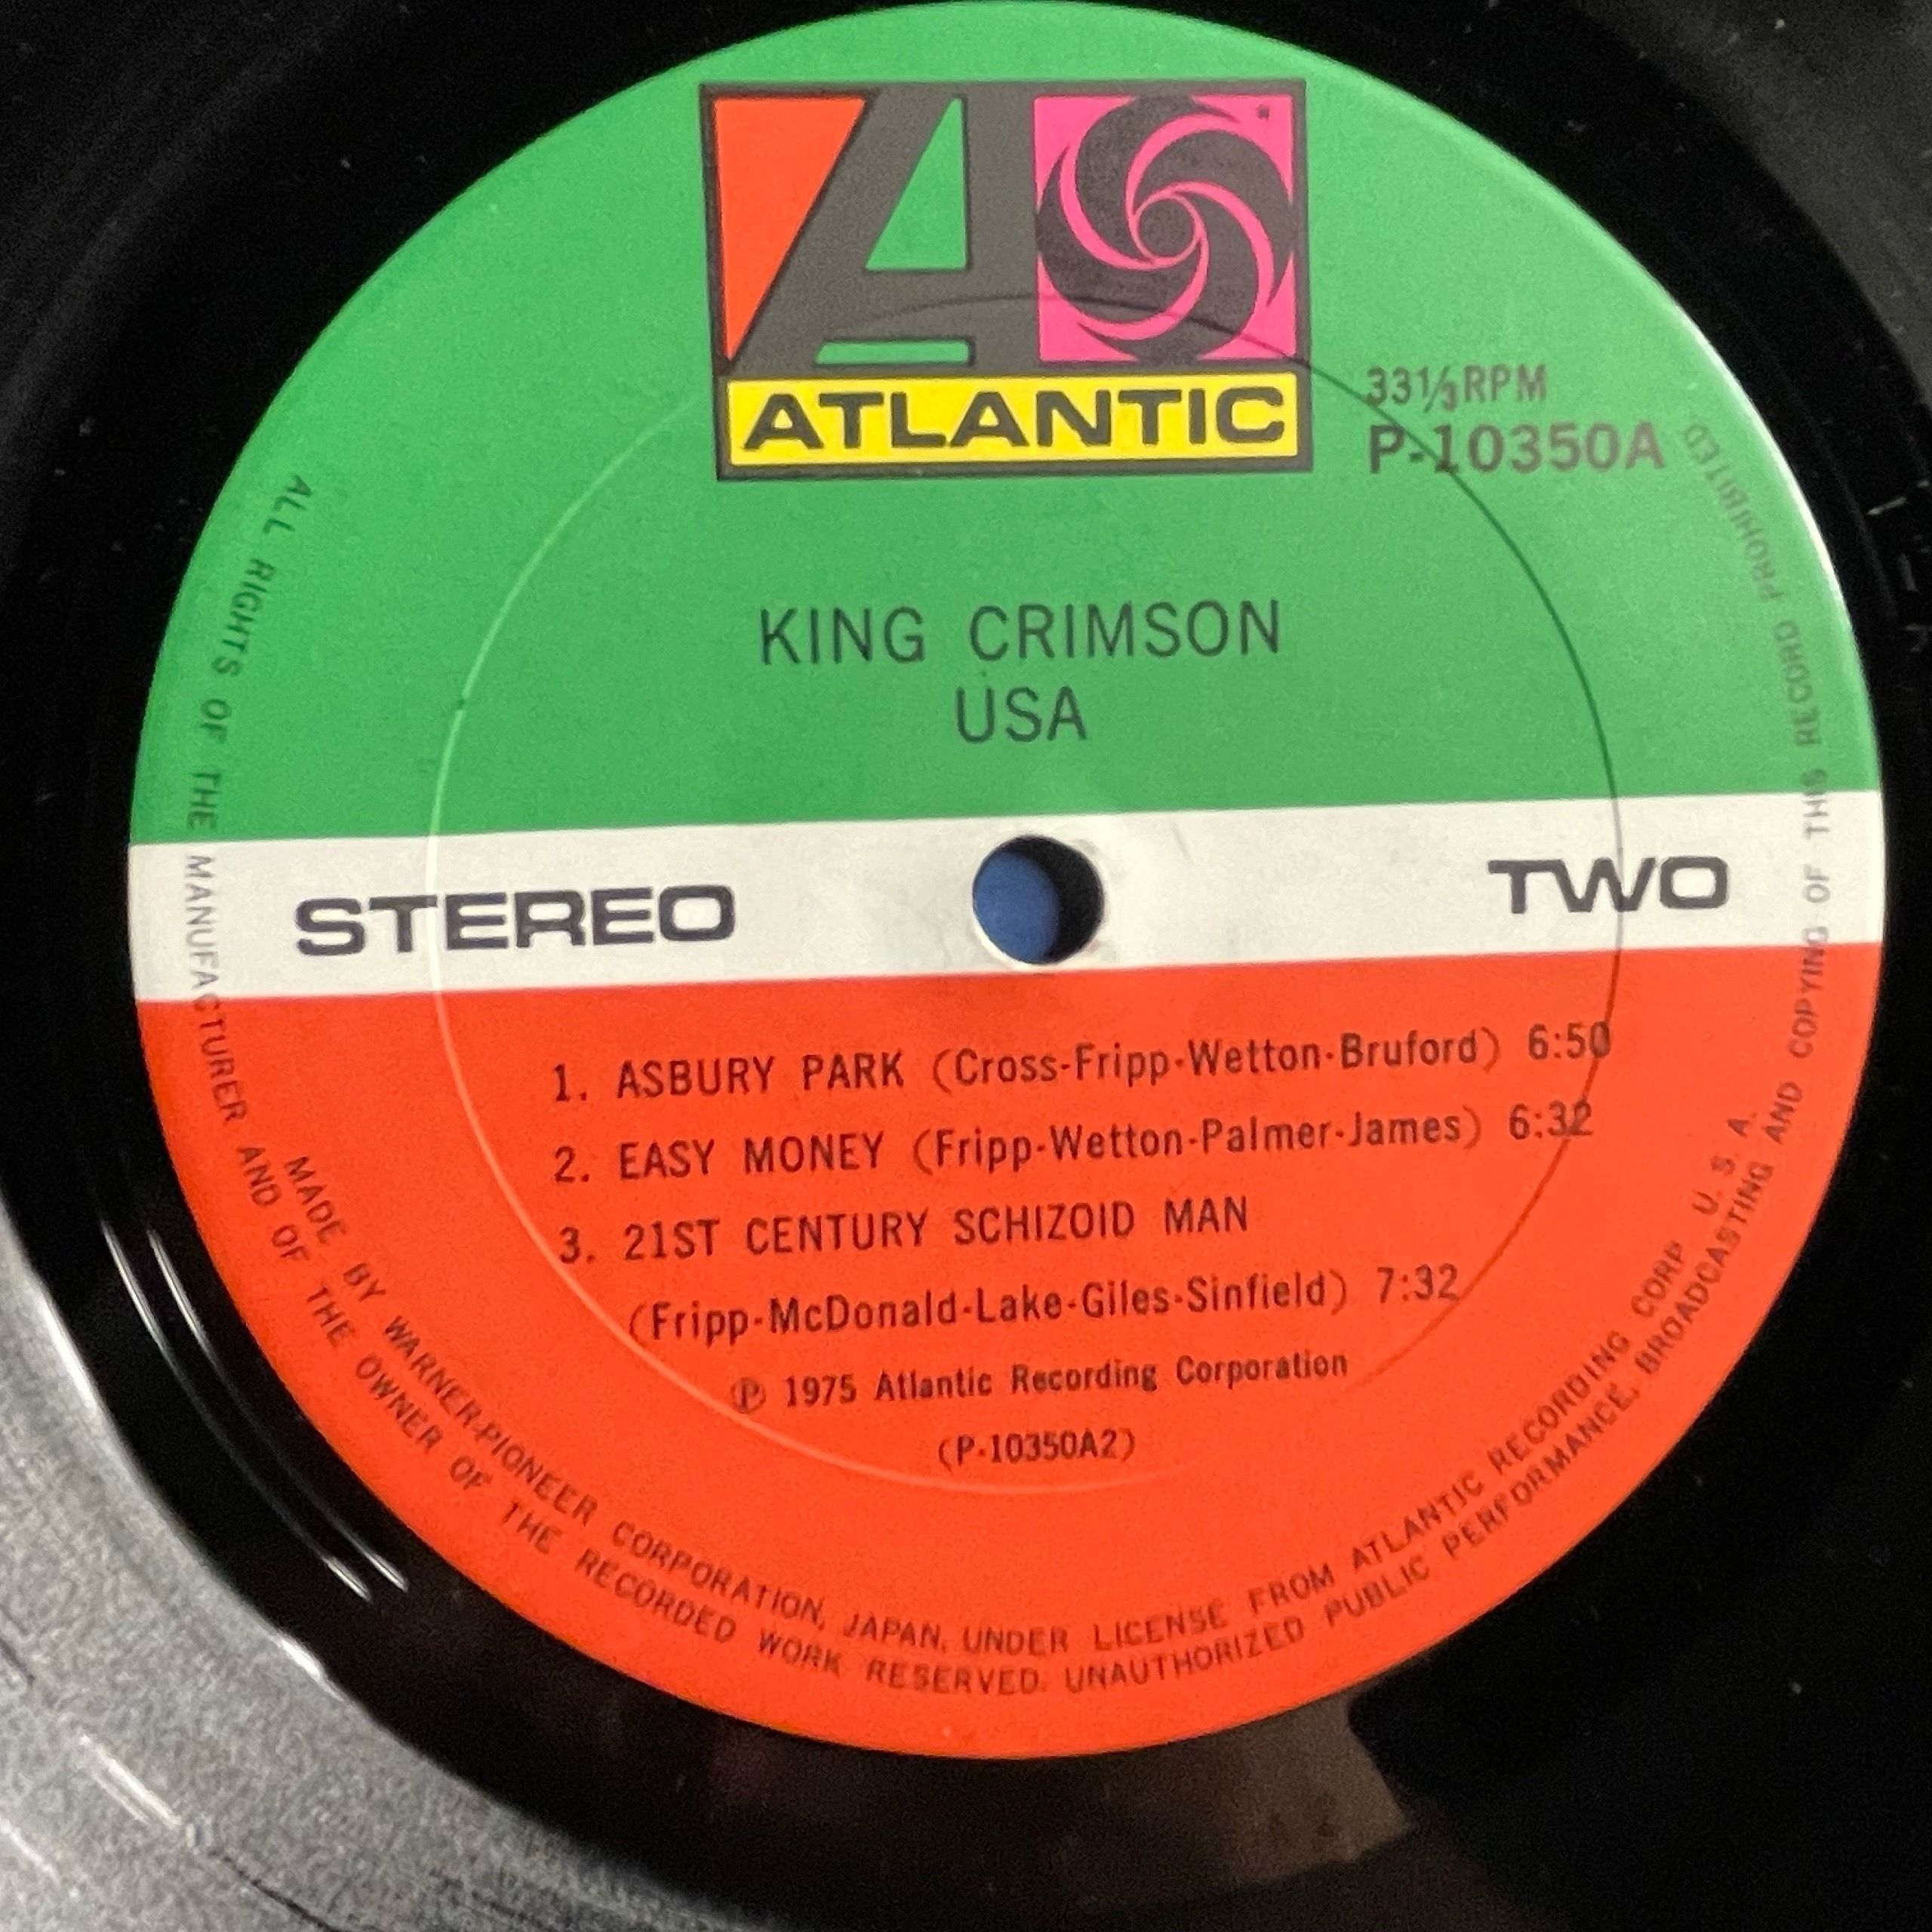 ATLANTIC
33⅓ RPM
P-10350A
KING CRIMSON
USA
STEREO
TWO
1. ASBURY PARK (Cross-Fripp-Wetton-Bruford) 6:50
2. EASY MONEY (Fripp-Wetton-Palmer-James) 6:32
3. 21ST CENTURY SCHIZOID MAN
(Fripp-McDonald-Lake-Giles-Sinfield) 7:32
Ⓟ 1975 Atlantic Recording Corporation
(P-10350A2)
MADE BY WARNER-PIONEER CORPORATION, JAPAN, UNDER LICENSE FROM ATLANTIC RECORDING CORP U. S. A.
ALL RIGHTS OF THE MANUFACTURER AND OF THE OWNER OF THE RECORDED WORK RESERVED. UNAUTHORIZED PUBLIC PERFORMANCE, BROADCASTING AND COPYING OF THIS RECORD PROHIBITED